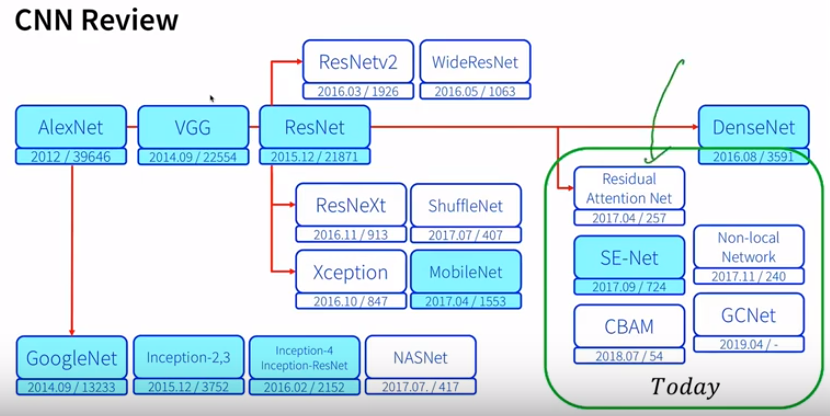 CNN Review
ResNetv2
2016.03 / 1926
WideResNet
2016.05 / 1063
AlexNet
2012 / 39646
VGG
2014.09 / 22554
ResNet
2015.12 / 21871
DenseNet
2016.08 / 3591
Residual
Attention Net
2017.04 / 257
ResNeXt
2016.11 / 913
ShuffleNet
2017.07 / 407
SE-Net
2017.09 / 724
Non-local
Network
2017.11 / 240
Xception
2016.10 / 847
MobileNet
2017.04 / 1553
CBAM
2018.07 / 54
GCNet
2019.04 / -
GoogleNet
2014.09 / 13233
Inception-2,3
2015.12 / 3752
Inception-4
Inception-ResNet
2016.02 / 2152
NASNet
2017.07. / 417
Today